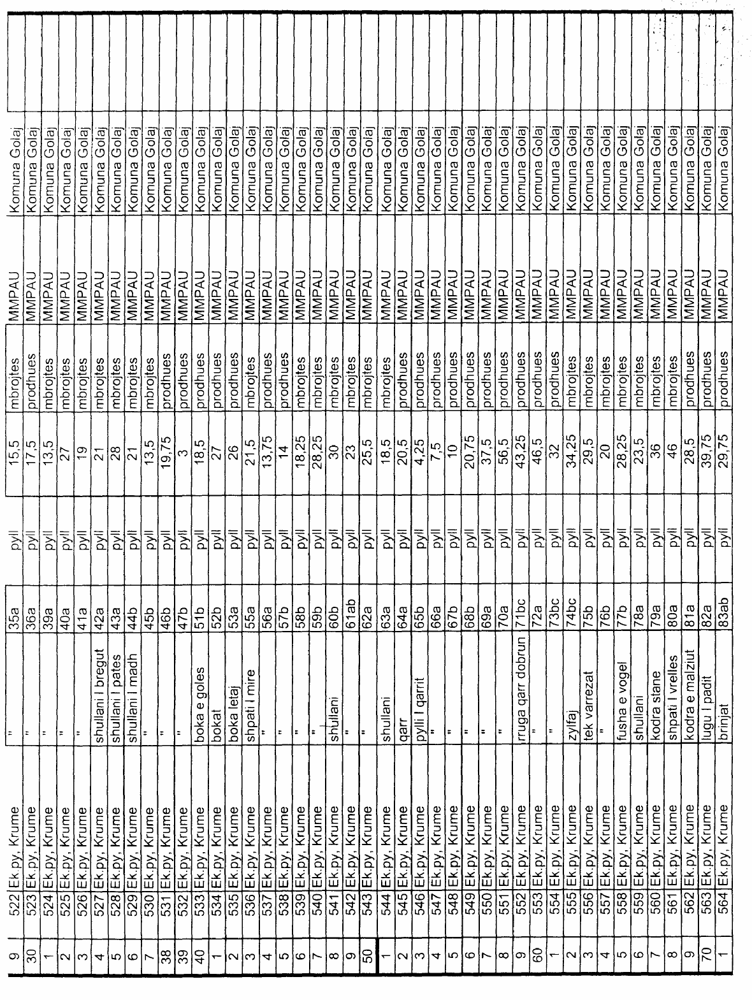 9 522 Ek.py, Krume " 35a pyll 15,5 mbrojtes MMPAU Komuna Golaj
30 523 Ek.py, Krume " 36a pyll 17,5 prodhues MMPAU Komuna Golaj
1 524 Ek.py, Krume " 39a pyll 13,5 mbrojtes MMPAU Komuna Golaj
2 525 Ek.py, Krume " 40a pyll 27 mbrojtes MMPAU Komuna Golaj
3 526 Ek.py, Krume " 41a pyll 19 mbrojtes MMPAU Komuna Golaj
4 527 Ek.py, Krume shullani I bregut 42a pyll 21 mbrojtes MMPAU Komuna Golaj
5 528 Ek.py, Krume shullani I pates 43a pyll 28 mbrojtes MMPAU Komuna Golaj
6 529 Ek.py, Krume shullani I madh 44b pyll 21 mbrojtes MMPAU Komuna Golaj
7 530 Ek.py, Krume " 45b pyll 13,5 mbrojtes MMPAU Komuna Golaj
38 531 Ek.py, Krume " 46b pyll 19,75 prodhues MMPAU Komuna Golaj
39 532 Ek.py, Krume " 47b pyll 3 prodhues MMPAU Komuna Golaj
40 533 Ek.py, Krume boka e goles 51b pyll 18,5 prodhues MMPAU Komuna Golaj
1 534 Ek.py, Krume bokat 52b pyll 27 prodhues MMPAU Komuna Golaj
2 535 Ek.py, Krume boka letaj 53a pyll 26 prodhues MMPAU Komuna Golaj
3 536 Ek.py, Krume shpati I mire 55a pyll 21,5 mbrojtes MMPAU Komuna Golaj
4 537 Ek.py, Krume " 56a pyll 13,75 prodhues MMPAU Komuna Golaj
5 538 Ek.py, Krume " 57b pyll 14 prodhues MMPAU Komuna Golaj
6 539 Ek.py, Krume " 58b pyll 18,25 mbrojtes MMPAU Komuna Golaj
7 540 Ek.py, Krume " 59b pyll 28,25 mbrojtes MMPAU Komuna Golaj
8 541 Ek.py, Krume shullani 60b pyll 30 mbrojtes MMPAU Komuna Golaj
9 542 Ek.py, Krume " 61ab pyll 23 mbrojtes MMPAU Komuna Golaj
50 543 Ek.py, Krume " 62a pyll 25,5 mbrojtes MMPAU Komuna Golaj
1 544 Ek.py, Krume shullani 63a pyll 18,5 mbrojtes MMPAU Komuna Golaj
2 545 Ek.py, Krume qarr 64a pyll 20,5 prodhues MMPAU Komuna Golaj
3 546 Ek.py, Krume pylli I qarrit 65b pyll 4,25 prodhues MMPAU Komuna Golaj
4 547 Ek.py, Krume " 66a pyll 7,5 prodhues MMPAU Komuna Golaj
5 548 Ek.py, Krume " 67b pyll 10 prodhues MMPAU Komuna Golaj
6 549 Ek.py, Krume " 68b pyll 20,75 prodhues MMPAU Komuna Golaj
7 550 Ek.py, Krume " 69a pyll 37,5 prodhues MMPAU Komuna Golaj
8 551 Ek.py, Krume " 70a pyll 56,5 prodhues MMPAU Komuna Golaj
9 552 Ek.py, Krume rruga qarr dobrun 71bc pyll 43,25 prodhues MMPAU Komuna Golaj
60 553 Ek.py, Krume " 72a pyll 46,5 prodhues MMPAU Komuna Golaj
1 554 Ek.py, Krume " 73bc pyll 32 prodhues MMPAU Komuna Golaj
2 555 Ek.py, Krume zylfaj 74bc pyll 34,25 mbrojtes MMPAU Komuna Golaj
3 556 Ek.py, Krume tek varrezat 75b pyll 29,5 mbrojtes MMPAU Komuna Golaj
4 557 Ek.py, Krume " 76b pyll 20 mbrojtes MMPAU Komuna Golaj
5 558 Ek.py, Krume fusha e vogel 77b pyll 28,25 mbrojtes MMPAU Komuna Golaj
6 559 Ek.py, Krume shullani 78a pyll 23,5 mbrojtes MMPAU Komuna Golaj
7 560 Ek.py, Krume kodra stane 79a pyll 36 mbrojtes MMPAU Komuna Golaj
8 561 Ek.py, Krume shpati I vrelles 80a pyll 46 mbrojtes MMPAU Komuna Golaj
9 562 Ek.py, Krume kodra e malziut 81a pyll 28,5 prodhues MMPAU Komuna Golaj
70 563 Ek.py, Krume lugu I padit 82a pyll 39,75 prodhues MMPAU Komuna Golaj
1 564 Ek.py, Krume brinjat 83ab pyll 29,75 prodhues MMPAU Komuna Golaj